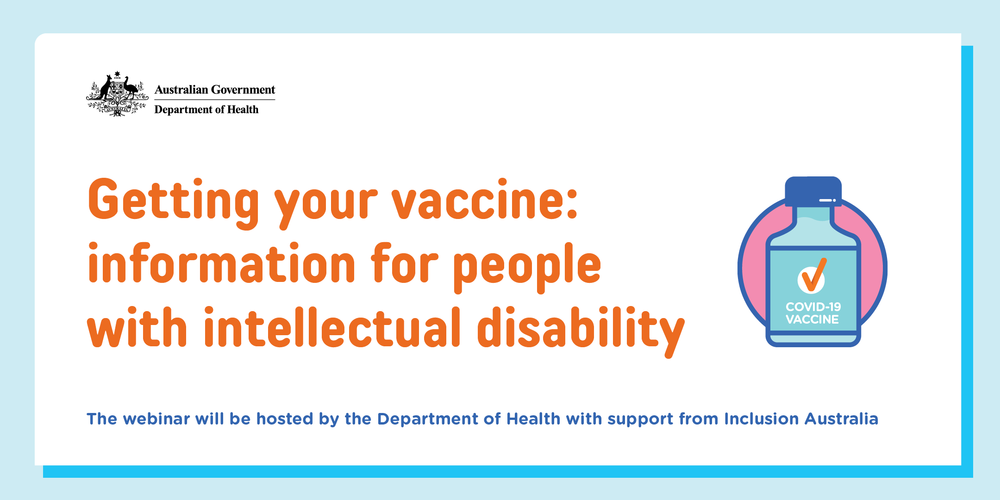 Australian Government
Department of Health
AUSTRALIA
Getting your vaccine:
information for people
with intellectual disability
COVID-19
VACCINE
The webinar will be hosted by the Department of Health with support from Inclusion Australia